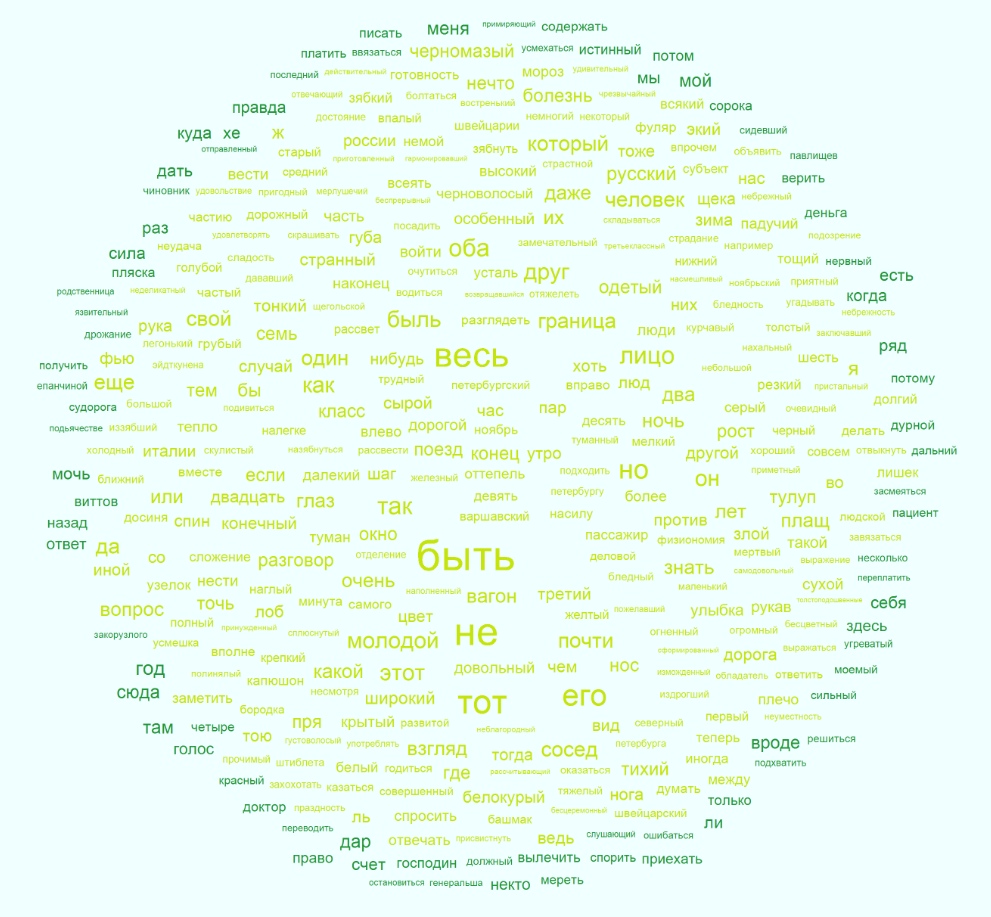 примиряющий
писать меня содержать
платить ввязаться черномазый усмехаться истинный потом
последний действительный готовность нечто мороз удивительный мы мой
отвечающий зябкий болтаться востренький болезнь чрезвычайный
правда достояние впалый швейцарии немногий некоторый всякий сорока
куда хе ж россии немой который фуляр экий сидевший
отправленный старый приготовленный гармонировавший зябнуть тоже впрочем объявить павлищев
дать вести средний высокий страстной русский субъект нас верить
чиновник удовольствие пригодный мерлушечий всеять черноволосый даже человек щека небрежный
беспрерывный
раз частию дорожный часть посадить особенный их складываться зима падучий деньга
сила неудача удовлетворять скрашивать губа войти оба замечательный третьеклассный страдание например подозрение
пляска голубой сладость странный очутиться усталь друг нижний тощий нервный
родственница неделикатный частый дававший наконец водиться возвращавшийся отяжелеть одетый насмешливый ноябрьский приятный есть
язвительный тонкий щегольской них бледность угадывать когда
дрожание рука легонький грубый свой семь рассвет быль разглядеть граница люди курчавый толстый заключавший небрежность
получить фью эйдткунена случай один нибудь весь хоть лицо небольшой нахальный шесть ряд
епанчиной еще тем бы как трудный петербургский вправо люд два резкий пристальный я потому
судорога большой подивиться класс сырой час пар ночь серый очевидный долгий
подьячестве иззябший тепло налегке влево дорогой ноябрь десять рост черный делать дурной
холодный италии скулистый назябнуться рассвести поезд конец утро туманный мелкий другой хороший совсем отвыкнуть дальний
мочь ближний вместе если далекий шаг железный оттепель подходить но он приметный во лишек
виттов или двадцать глаз так девять петербургу более тулуп засмеяться
назад досиня спин конечный варшавский насилу против лет плащ людской пациент
ответ да туман окно пассажир физиономия злой такой завязаться
иной со сложение разговор отделение быть деловой мертвый выражение несколько
узелок нести наглый очень наполненный бледный знать самодовольный сухой переплатить
вопрос точь лоб минута самого вагон третий маленький улыбка рукав толстоподошвенные себя
закорузлого полный принужденный сплюснутый цвет желтый пожелавший огненный огромный бесцветный здесь
усмешка вполне крепкий молодой не почти сформированный дорога выражаться угреватый
год полинялый капюшон какой этот довольный чем нос изможденный обладатель ответить моемый
сюда заметить несмотря широкий тот его издрогший плечо сильный
там четыре бородка пря крытый развитой неблагородный вид северный первый неуместность
голос тою густоволосый употреблять взгляд тогда сосед петербурга теперь вроде решиться
прочимый штиблета белый годиться где рассчитывающий оказаться тихий иногда подхватить
красный захохотать казаться совершенный белокурый тяжелый нога думать между
доктор праздность ль спросить башмак бесцеремонный швейцарский только
переводить дар отвечать присвистнуть ведь слушающий ошибаться ли
право счет господин должный вылечить спорить приехать
остановиться генеральша некто мереть